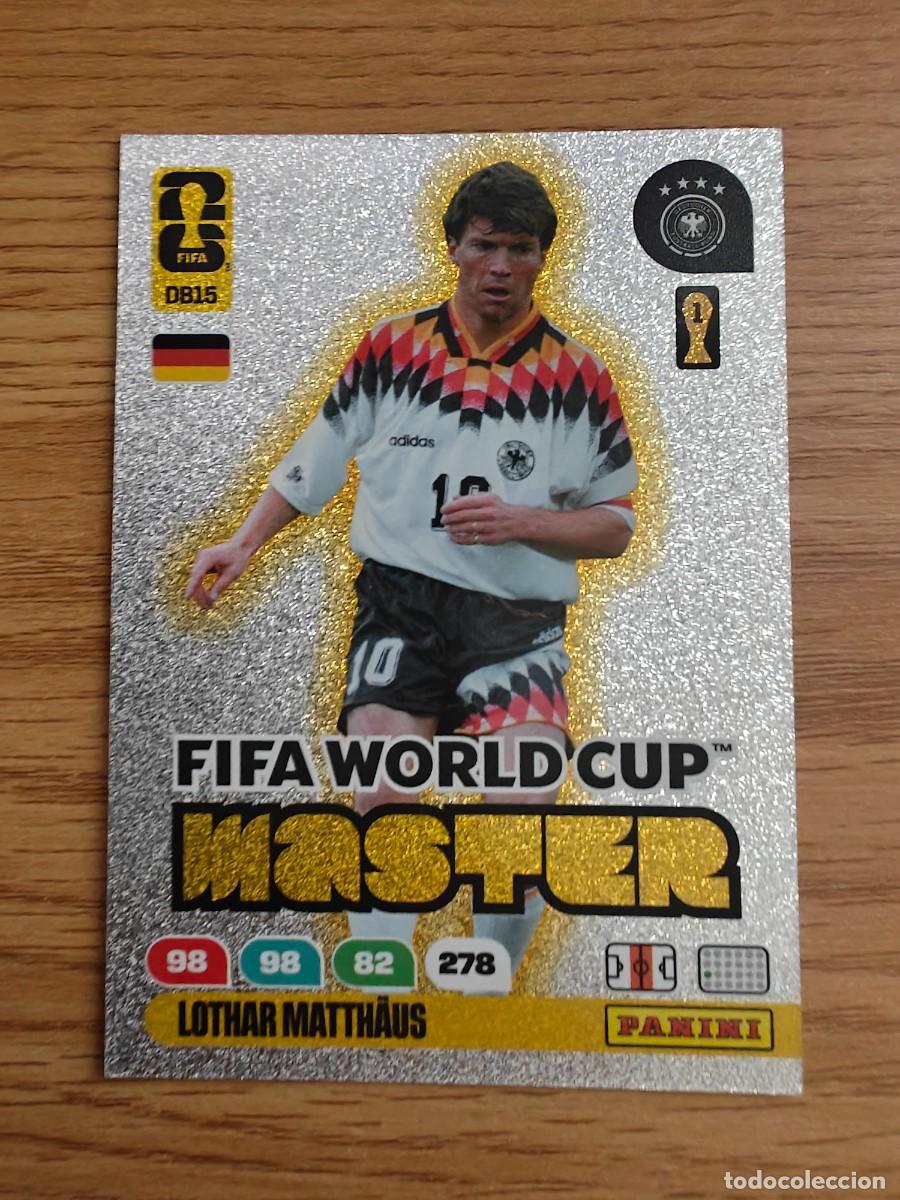 26
FIFA
DB15
1
adidas
10
10
FIFA WORLD CUP™
MASTER
98 98 82 278
LOTHAR MATTHÄUS
PANINI
todocoleccion